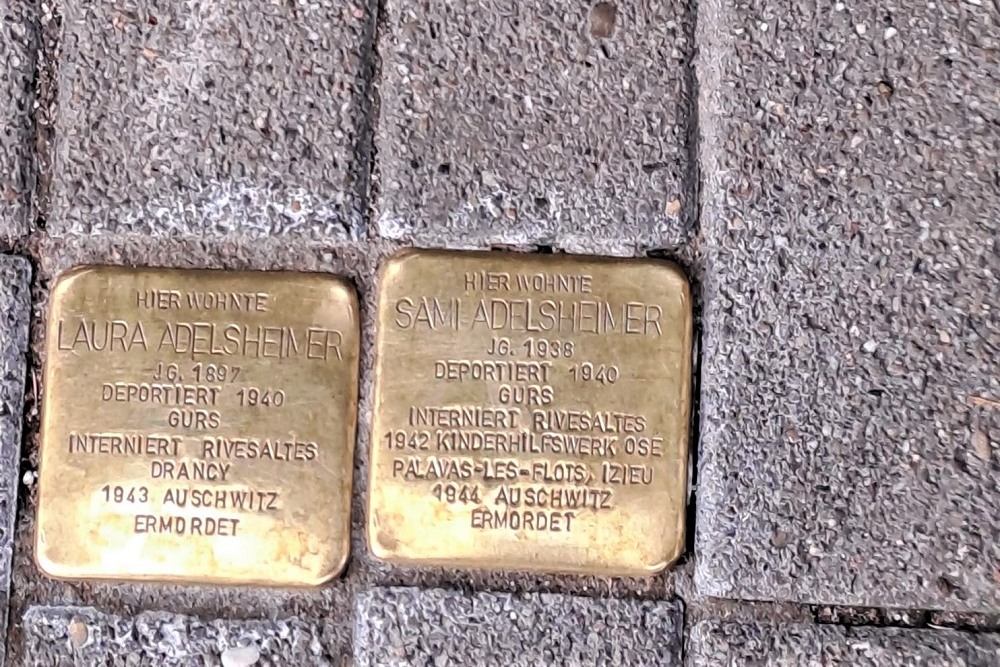 HIER WOHNTE
LAURA ADELSHEIMER
JG. 1897
DEPORTIERT 1940
GURS
INTERNIERT RIVESALTES
DRANCY
1943 AUSCHWITZ
ERMORDET
HIER WOHNTE
SAMI ADELSHEIMER
JG. 1938
DEPORTIERT 1940
GURS
INTERNIERT RIVESALTES
1942 KINDERHILFSWERK OSE
PALAVAS-LES-FLOTS, IZIEU
1944 AUSCHWITZ
ERMORDET